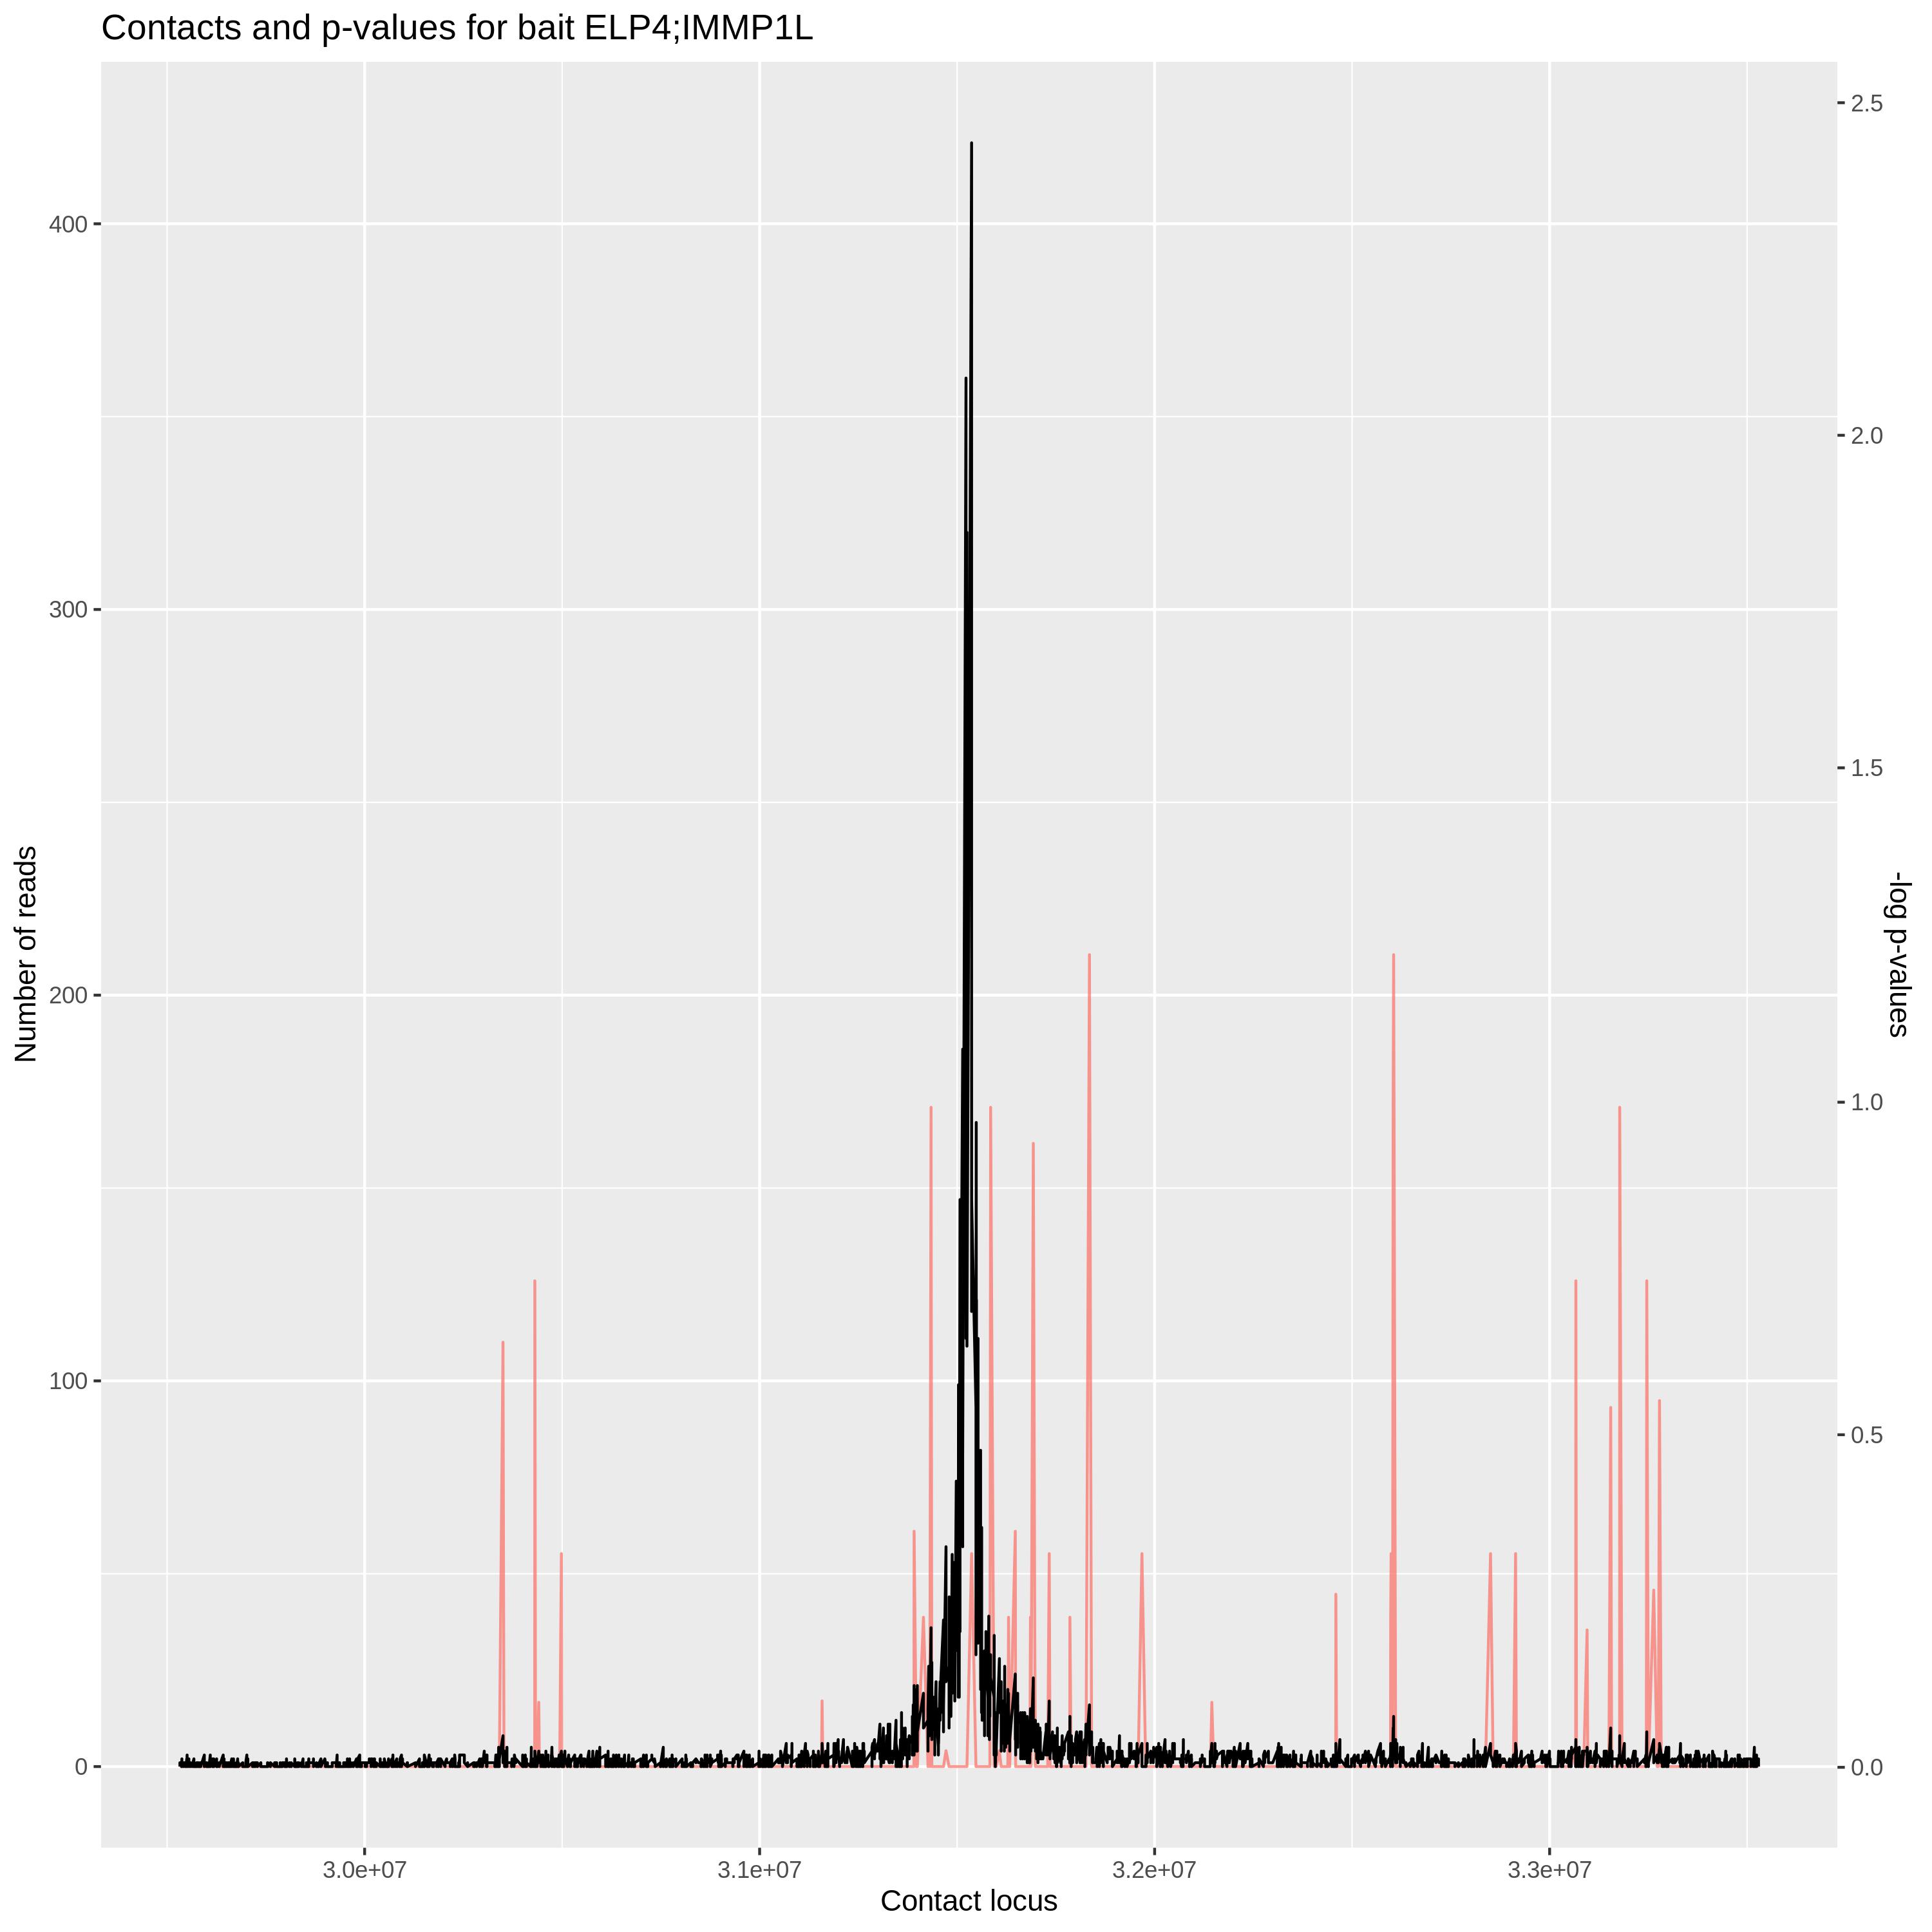 Contacts and p-values for bait ELP4;IMMP1L
Number of reads
400
300
200
100
0
2.5
2.0
1.5
1.0
0.5
0.0
-log p-values
3.0e+07
3.1e+07
3.2e+07
3.3e+07
Contact locus